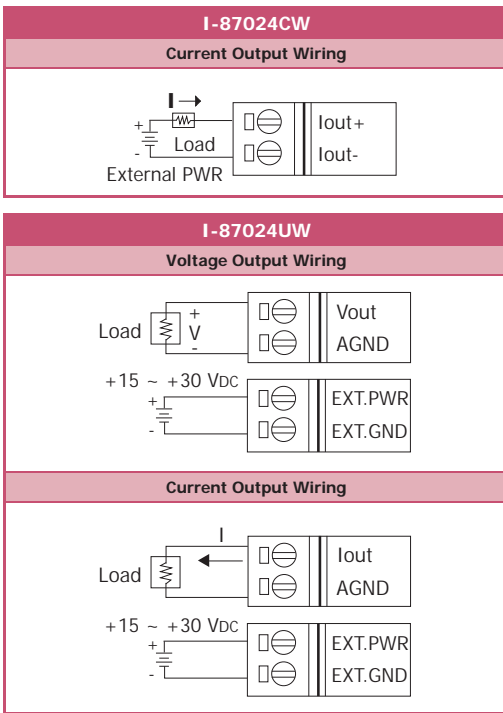 I-87024CW
Current Output Wiring
I
+
Iout+
Load
-
Iout-
External PWR
I-87024UW
Voltage Output Wiring
+
Vout
Load
V
-
AGND
+15 ~ +30 VDC
+
EXT.PWR
-
EXT.GND
Current Output Wiring
I
Iout
Load
AGND
+15 ~ +30 VDC
+
EXT.PWR
-
EXT.GND